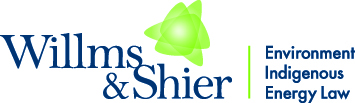 Willms
&Shier
Environment
Indigenous
Energy Law